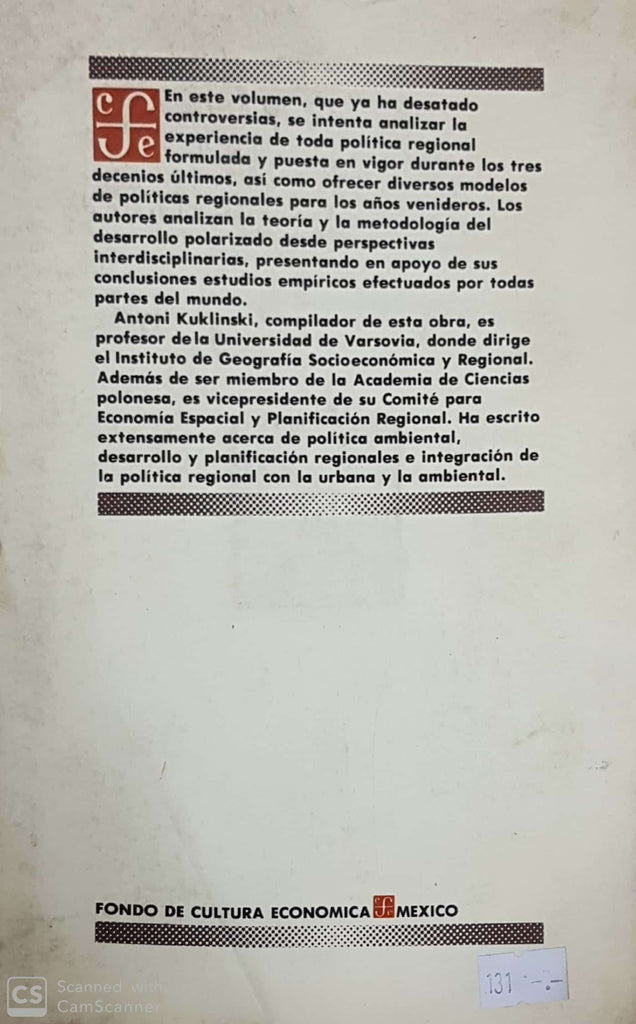 cfe
En este volumen, que ya ha desatado
controversias, se intenta analizar la
experiencia de toda política regional
formulada y puesta en vigor durante los tres
decenios últimos, así como ofrecer diversos modelos
de políticas regionales para los años venideros. Los
autores analizan la teoría y la metodología del
desarrollo polarizado desde perspectivas
interdisciplinarias, presentando en apoyo de sus
conclusiones estudios empíricos efectuados por todas
partes del mundo.
Antoni Kuklinski, compilador de esta obra, es
profesor de la Universidad de Varsovia, donde dirige
el Instituto de Geografía Socioeconómica y Regional.
Además de ser miembro de la Academia de Ciencias
polonesa, es vicepresidente de su Comité para
Economía Espacial y Planificación Regional. Ha escrito
extensamente acerca de política ambiental,
desarrollo y planificación regionales e integración de
la política regional con la urbana y la ambiental.
FONDO DE CULTURA ECONOMICA cfe MEXICO
131 -.-
CS Scanned with
CamScanner